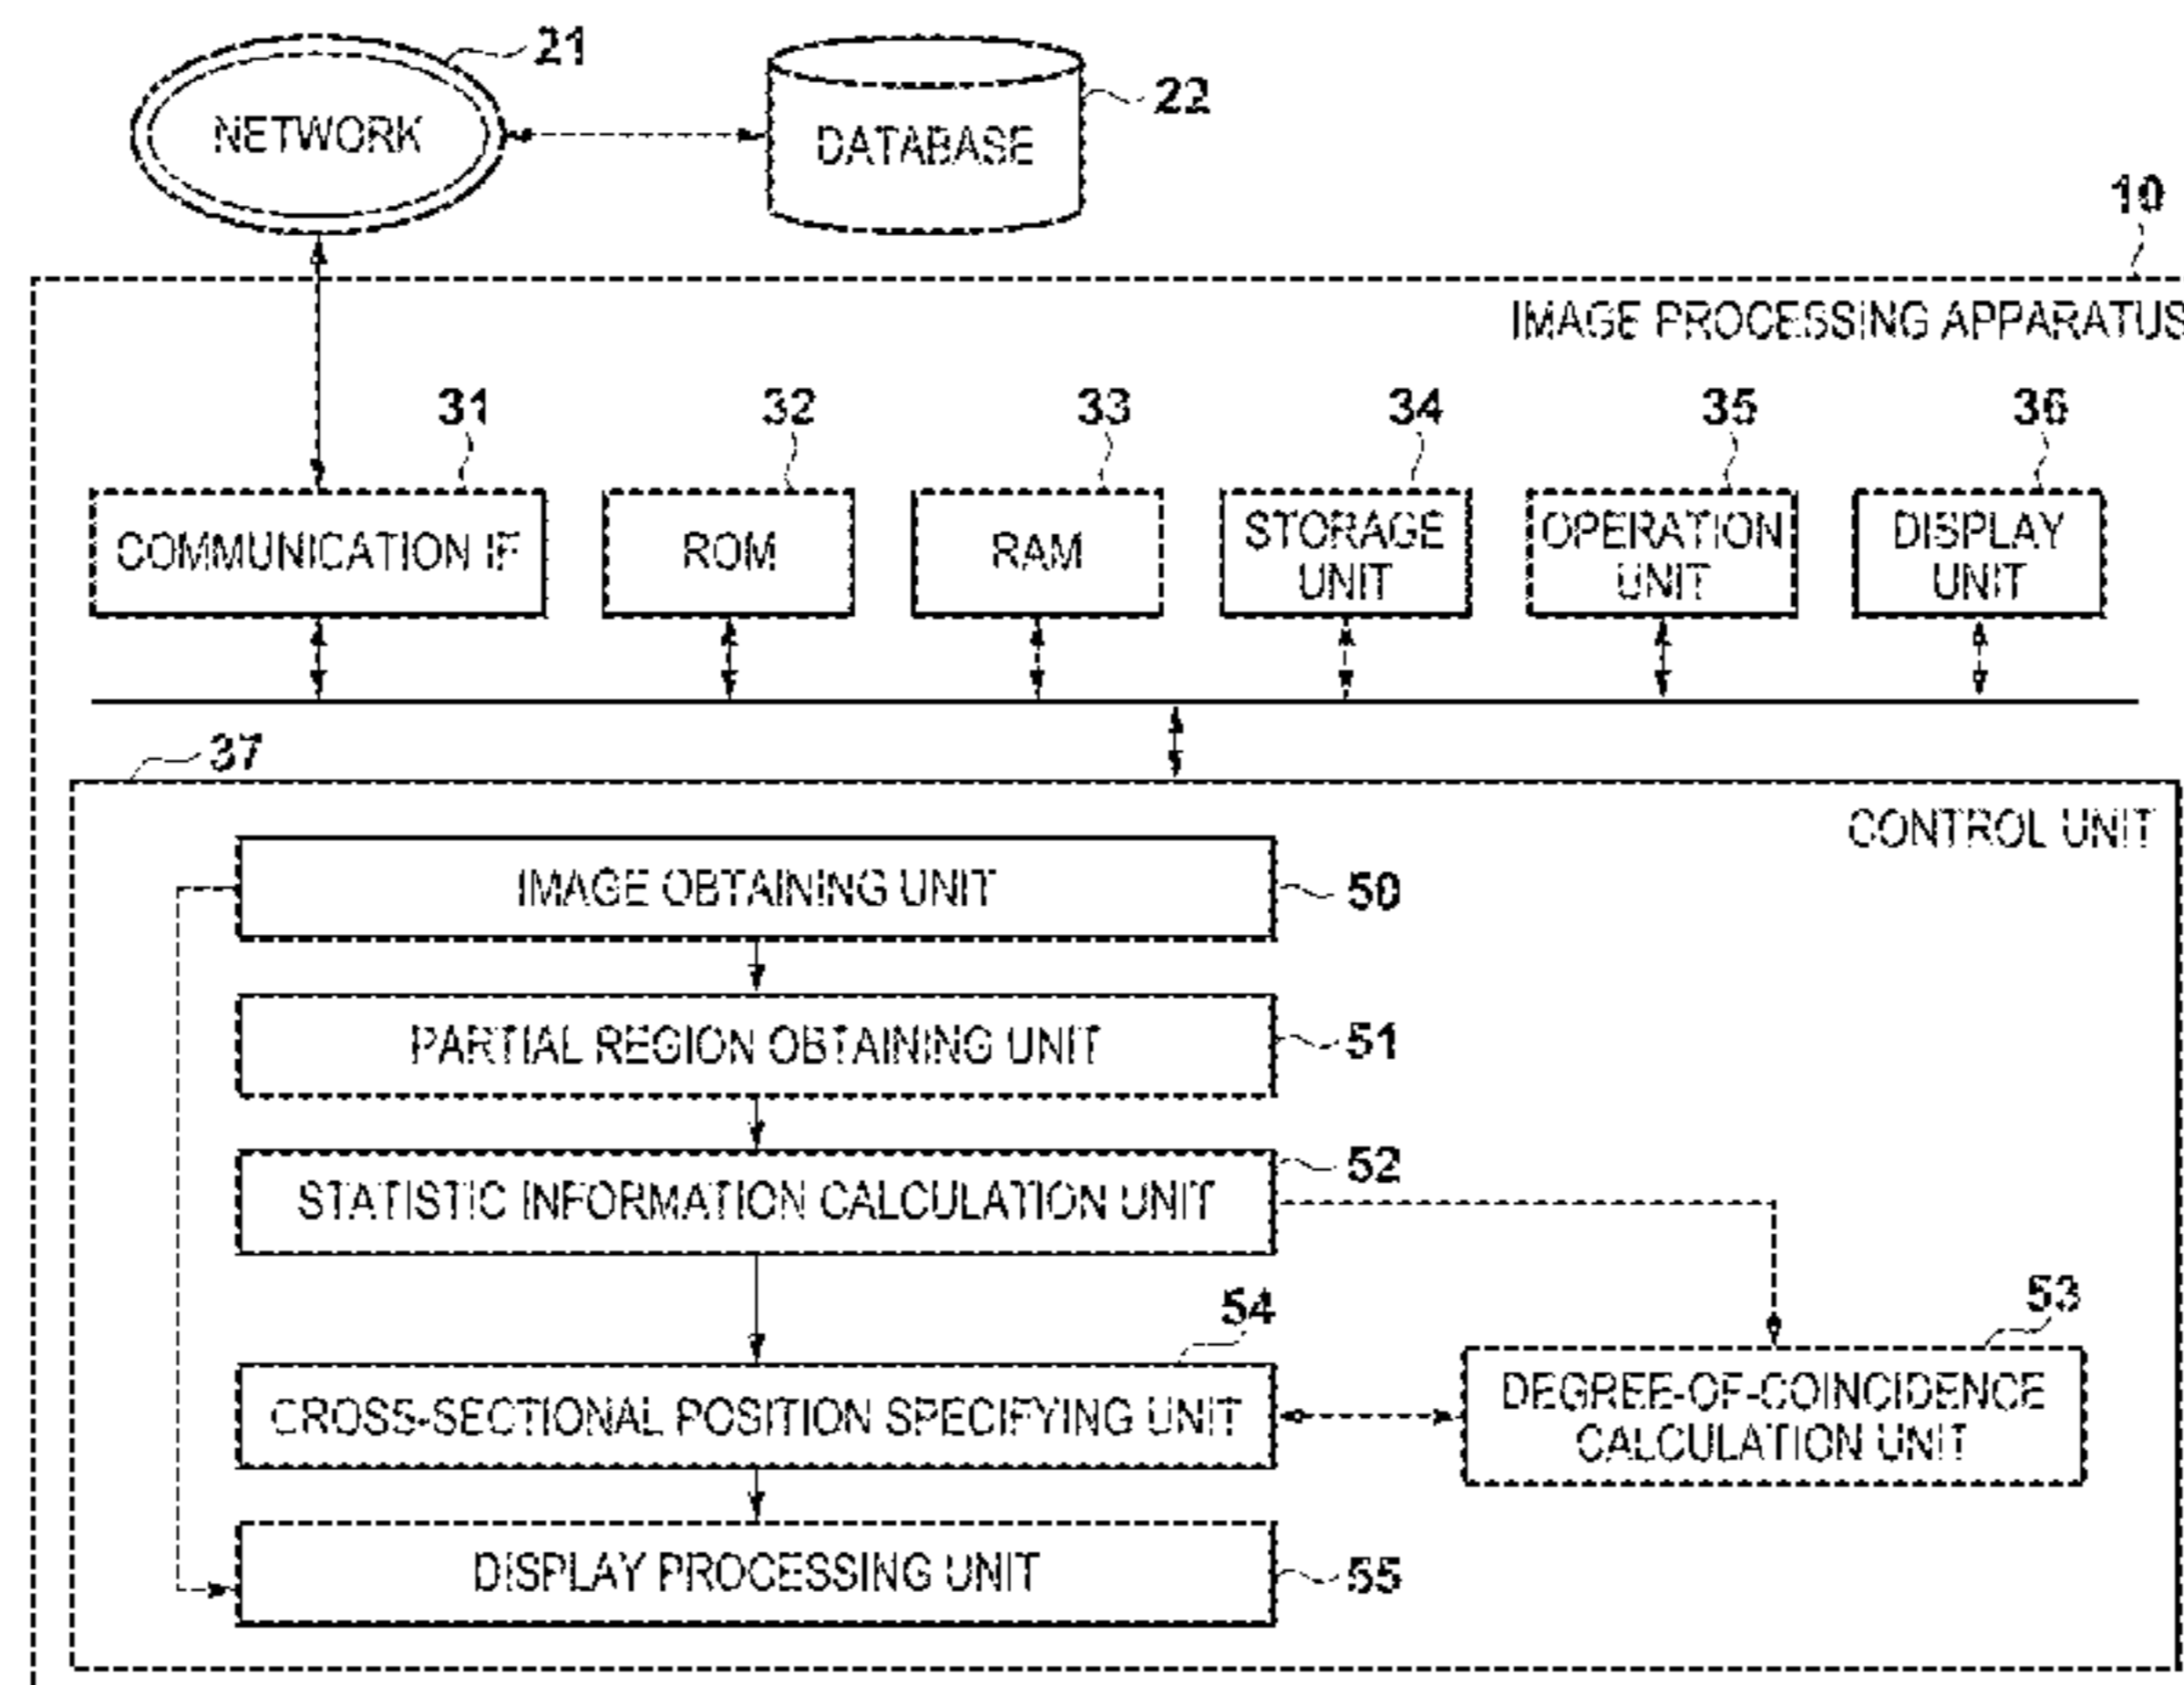 21
NETWORK
DATABASE
22
10
IMAGE PROCESSING APPARATUS
31
32
33
34
35
36
COMMUNICATION IF
ROM
RAM
STORAGE
UNIT
OPERATION
UNIT
DISPLAY
UNIT
37
CONTROL UNIT
IMAGE OBTAINING UNIT
50
PARTIAL REGION OBTAINING UNIT
51
STATISTIC INFORMATION CALCULATION UNIT
52
54
53
CROSS-SECTIONAL POSITION SPECIFYING UNIT
DEGREE-OF-COINCIDENCE
CALCULATION UNIT
DISPLAY PROCESSING UNIT
55